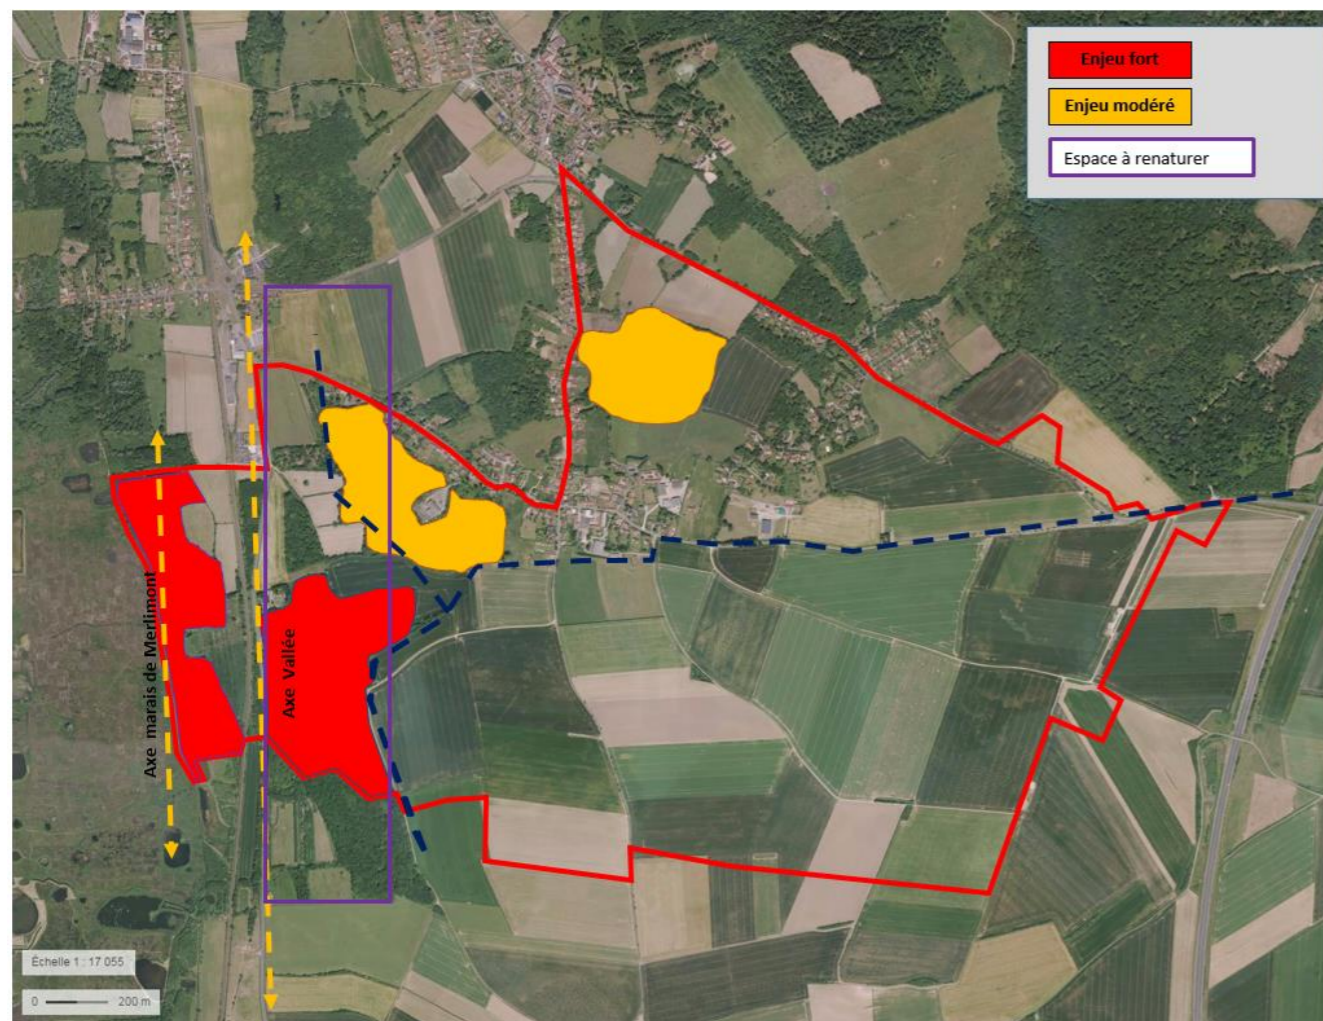 Enjeu fort
Enjeu modéré
Espace à renaturer
Axe marais de Merlimont
Axe Vallée
Échelle 1 : 17 055
0 200 m